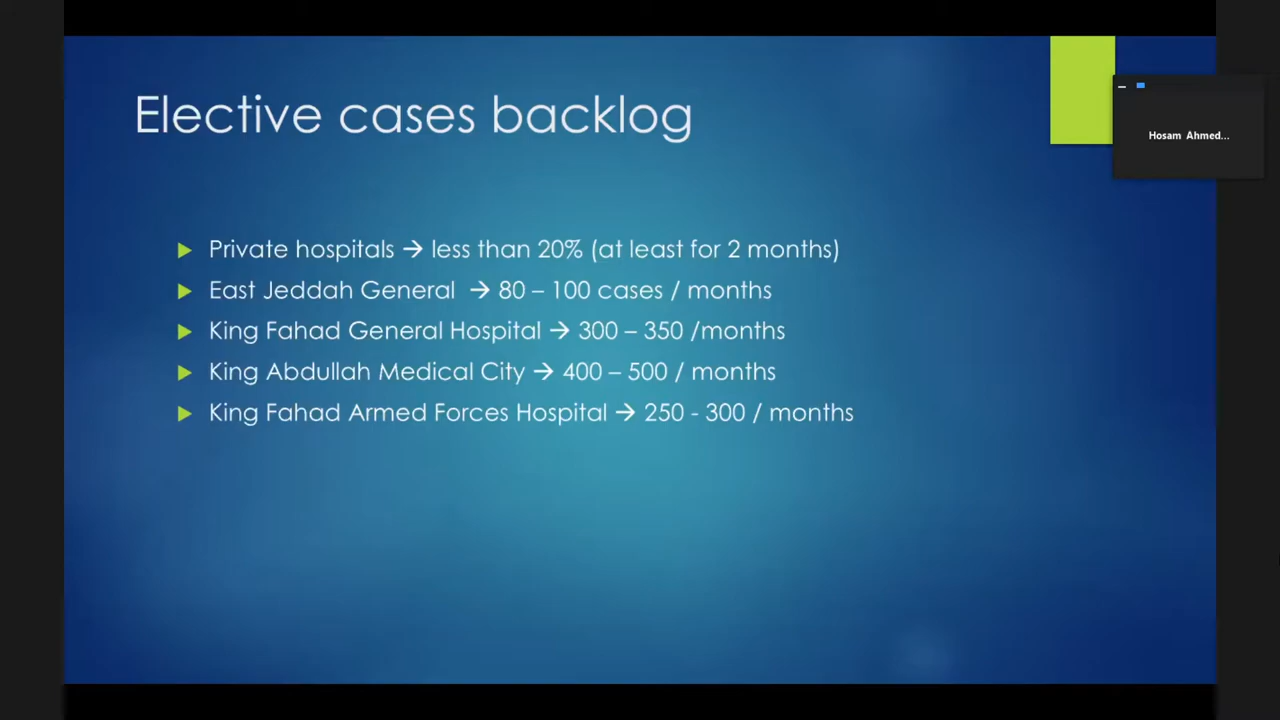 Elective cases backlog
Hosam Ahmed...
Private hospitals → less than 20% (at least for 2 months)
East Jeddah General → 80 – 100 cases / months
King Fahad General Hospital → 300 – 350 /months
King Abdullah Medical City → 400 – 500 / months
King Fahad Armed Forces Hospital → 250 - 300 / months